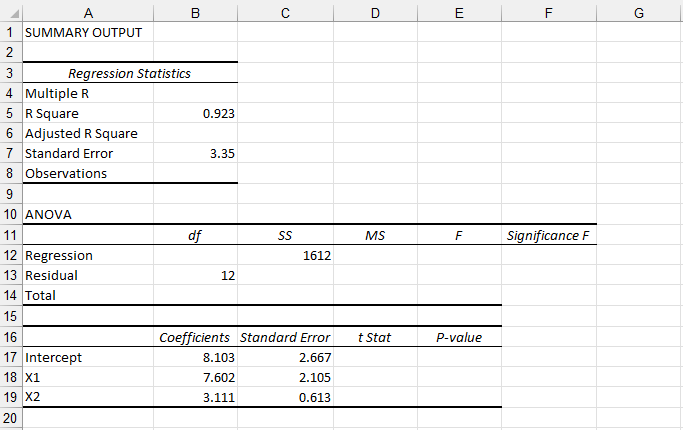 A B C D E F G
1 SUMMARY OUTPUT
2
3 Regression Statistics
4 Multiple R
5 R Square 0.923
6 Adjusted R Square
7 Standard Error 3.35
8 Observations
9
10 ANOVA
11 df SS MS F Significance F
12 Regression 1612
13 Residual 12
14 Total
15
16 Coefficients Standard Error t Stat P-value
17 Intercept 8.103 2.667
18 X1 7.602 2.105
19 X2 3.111 0.613
20